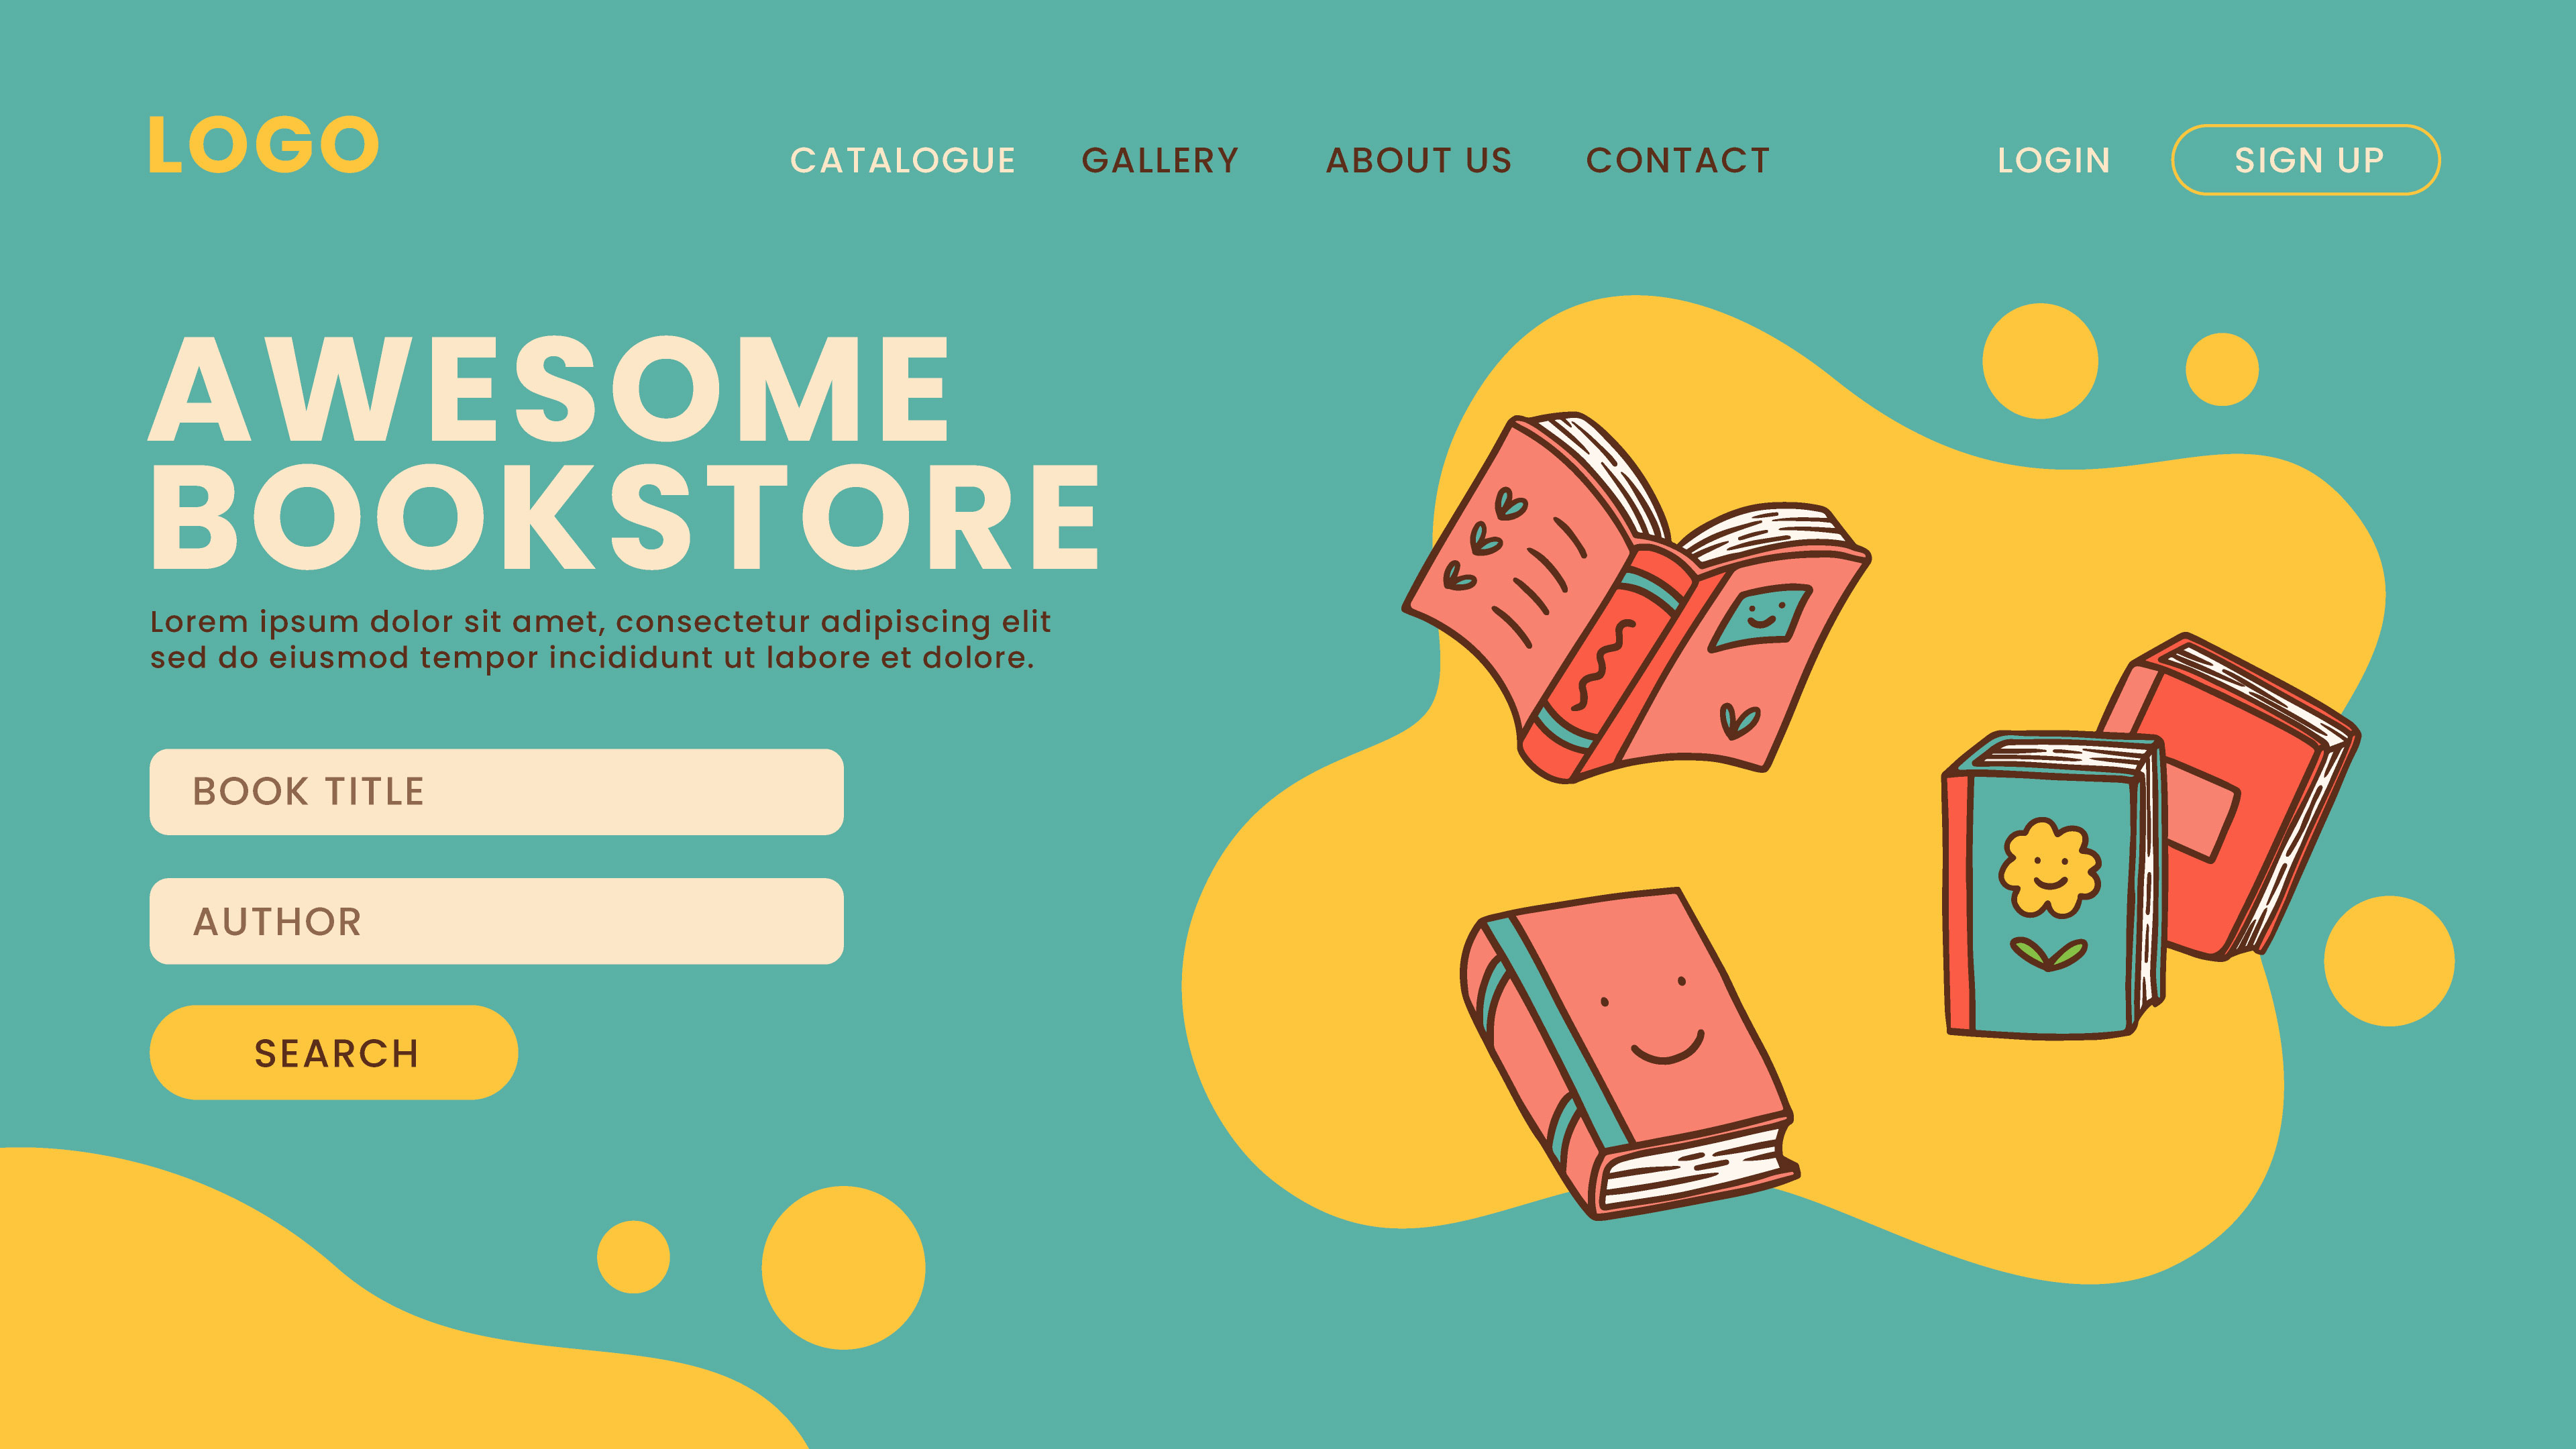 LOGO
CATALOGUE GALLERY ABOUT US CONTACT LOGIN SIGN UP
AWESOME
BOOKSTORE
Lorem ipsum dolor sit amet, consectetur adipiscing elit
sed do eiusmod tempor incididunt ut labore et dolore.
BOOK TITLE
AUTHOR
SEARCH